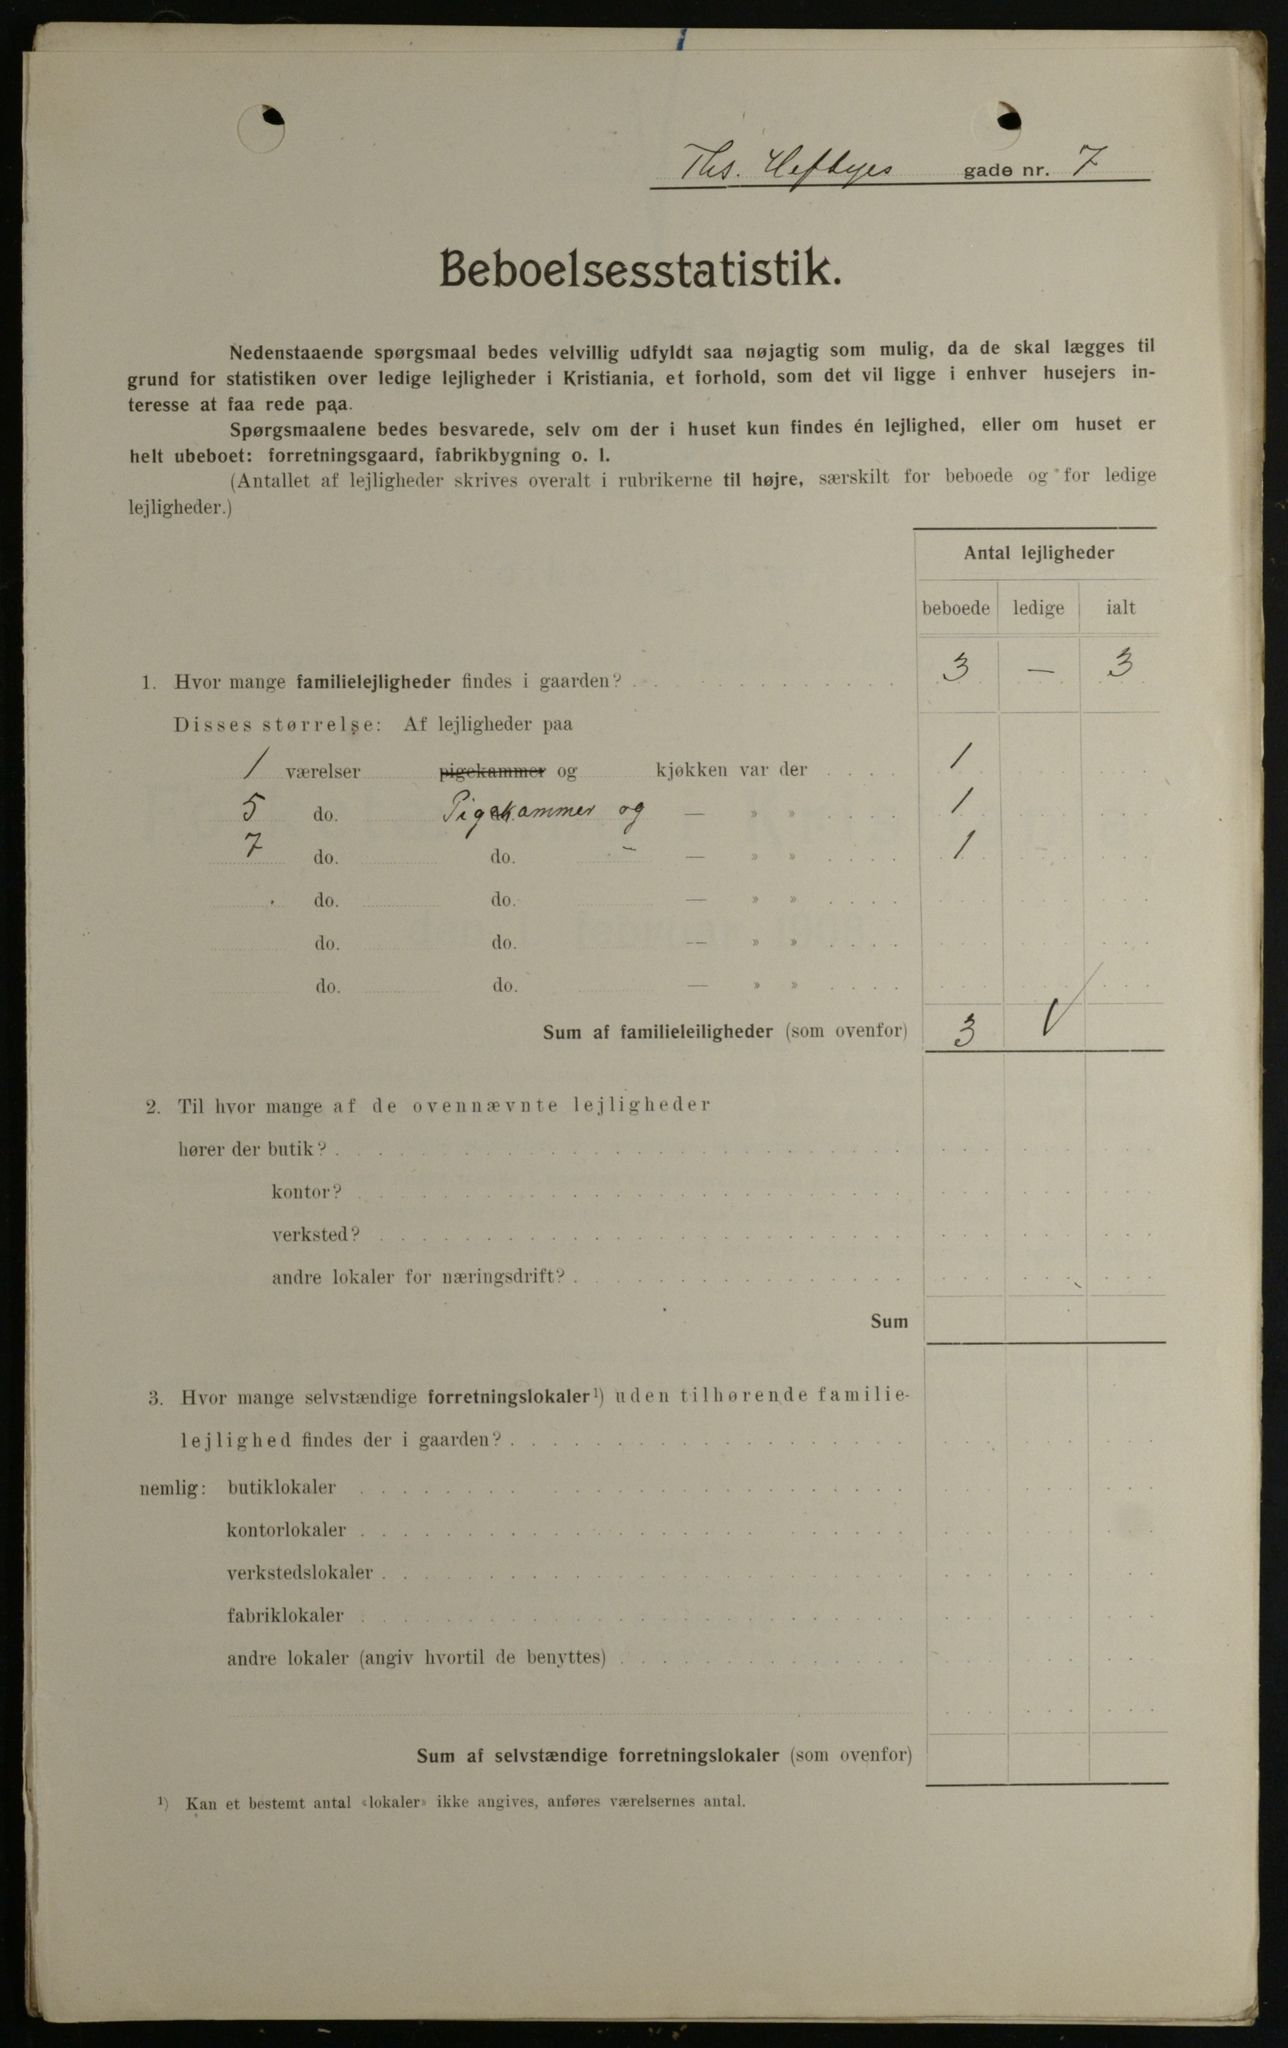 Ths. Heftyes gade nr. 7
Beboelsesstatistik.
Nedenstaaende spørgsmaal bedes velvillig udfyldt saa nøjagtig som mulig, da de skal lægges til
grund for statistiken over ledige lejligheder i Kristiania, et forhold, som det vil ligge i enhver husejers in-
teresse at faa rede paa.
Spørgsmaalene bedes besvarede, selv om der i huset kun findes én lejlighed, eller om huset er
helt ubeboet: forretningsgaard, fabrikbygning o. l.
(Antallet af lejligheder skrives overalt i rubrikerne til højre, særskilt for beboede og for ledige
lejligheder.)
Antal lejligheder
beboede ledige ialt
1. Hvor mange familielejligheder findes i gaarden? 3 — 3
Disses størrelse: Af lejligheder paa
1 værelser pigekammer og kjøkken var der 1
5 do. Pigekammer og — » » 1
7 do. do. - — » » 1
do. do. — » »
do. do. — » »
do. do. — » »
Sum af familieleiligheder (som ovenfor) 3
2. Til hvor mange af de ovennævnte lejligheder
hører der butik?
kontor?
verksted?
andre lokaler for næringsdrift?
Sum
3. Hvor mange selvstændige forretningslokaler¹) uden tilhørende familie-
lejlighed findes der i gaarden?
nemlig: butiklokaler
kontorlokaler
verkstedslokaler
fabriklokaler
andre lokaler (angiv hvortil de benyttes)
Sum af selvstændige forretningslokaler (som ovenfor)
¹) Kan et bestemt antal «lokaler» ikke angives, anføres værelsernes antal.